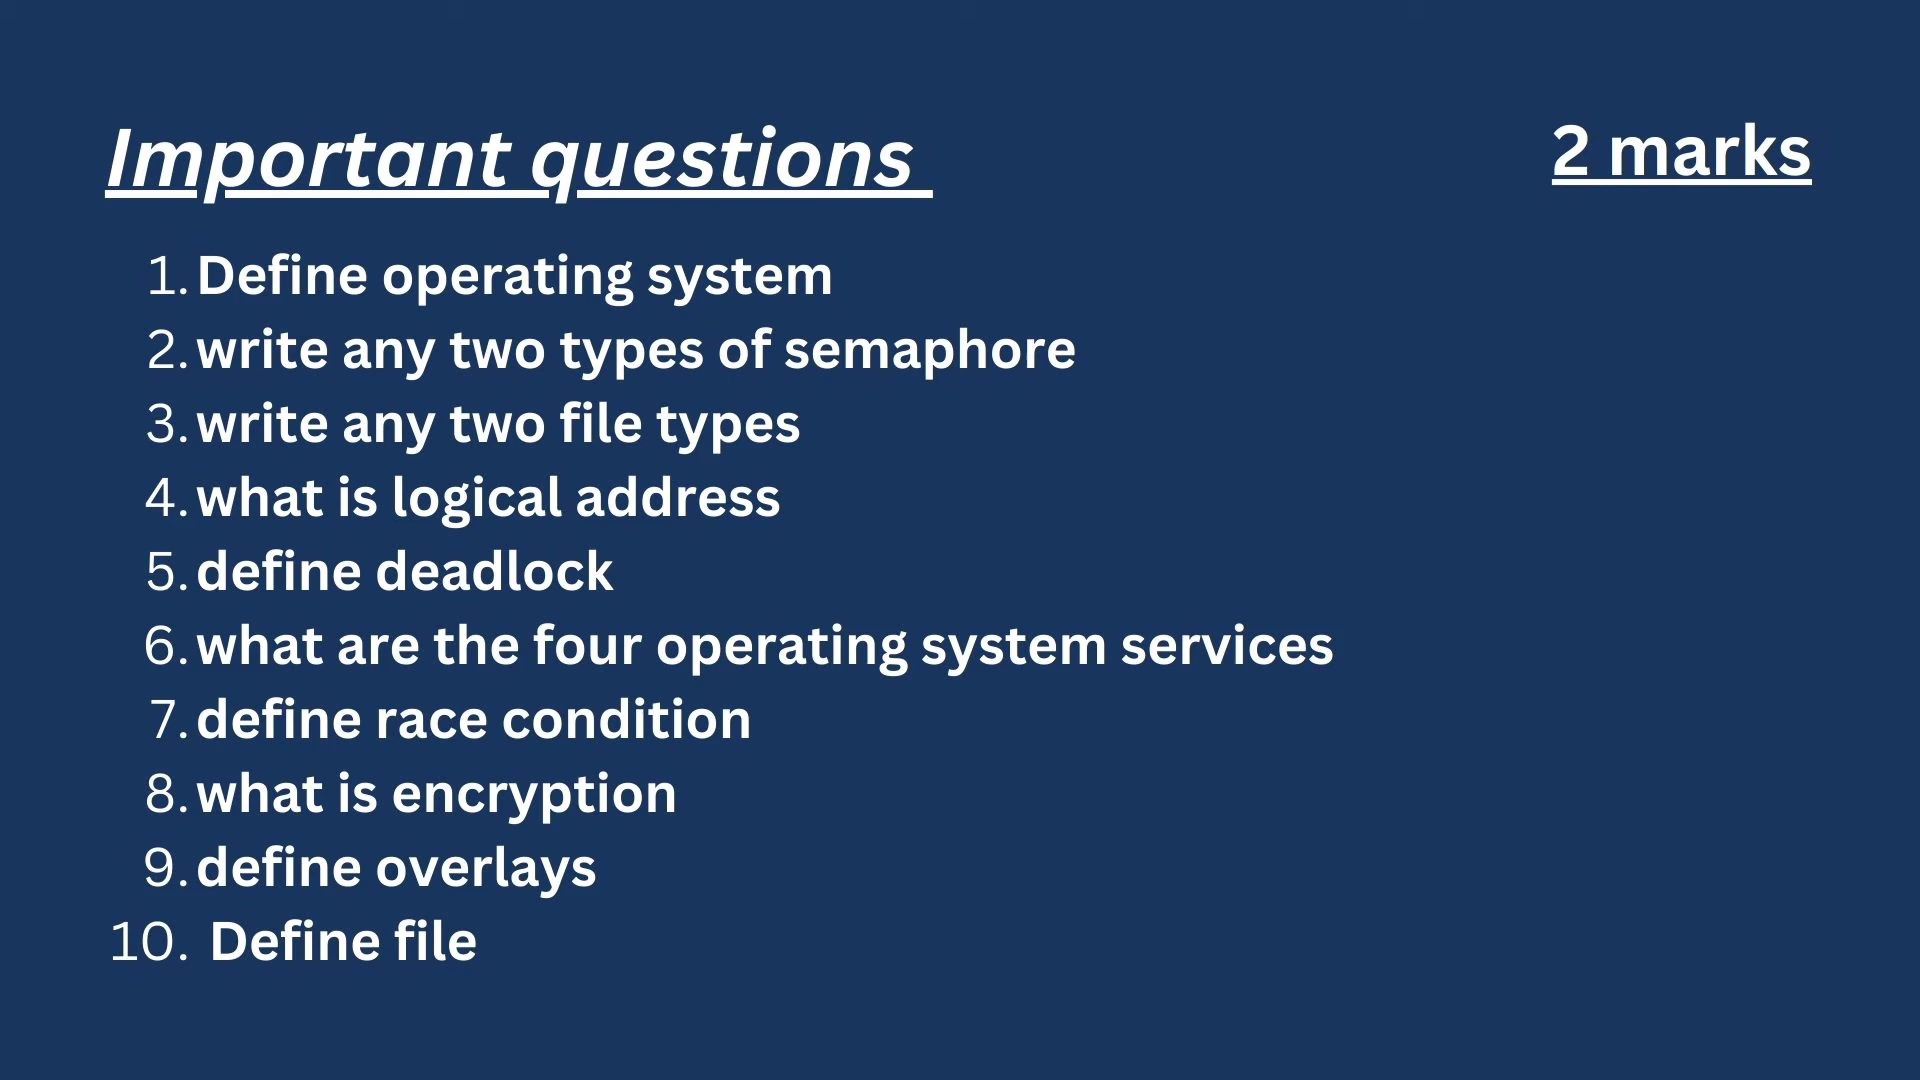 Important questions
2 marks
1. Define operating system
2. write any two types of semaphore
3. write any two file types
4. what is logical address
5. define deadlock
6. what are the four operating system services
7. define race condition
8. what is encryption
9. define overlays
10. Define file